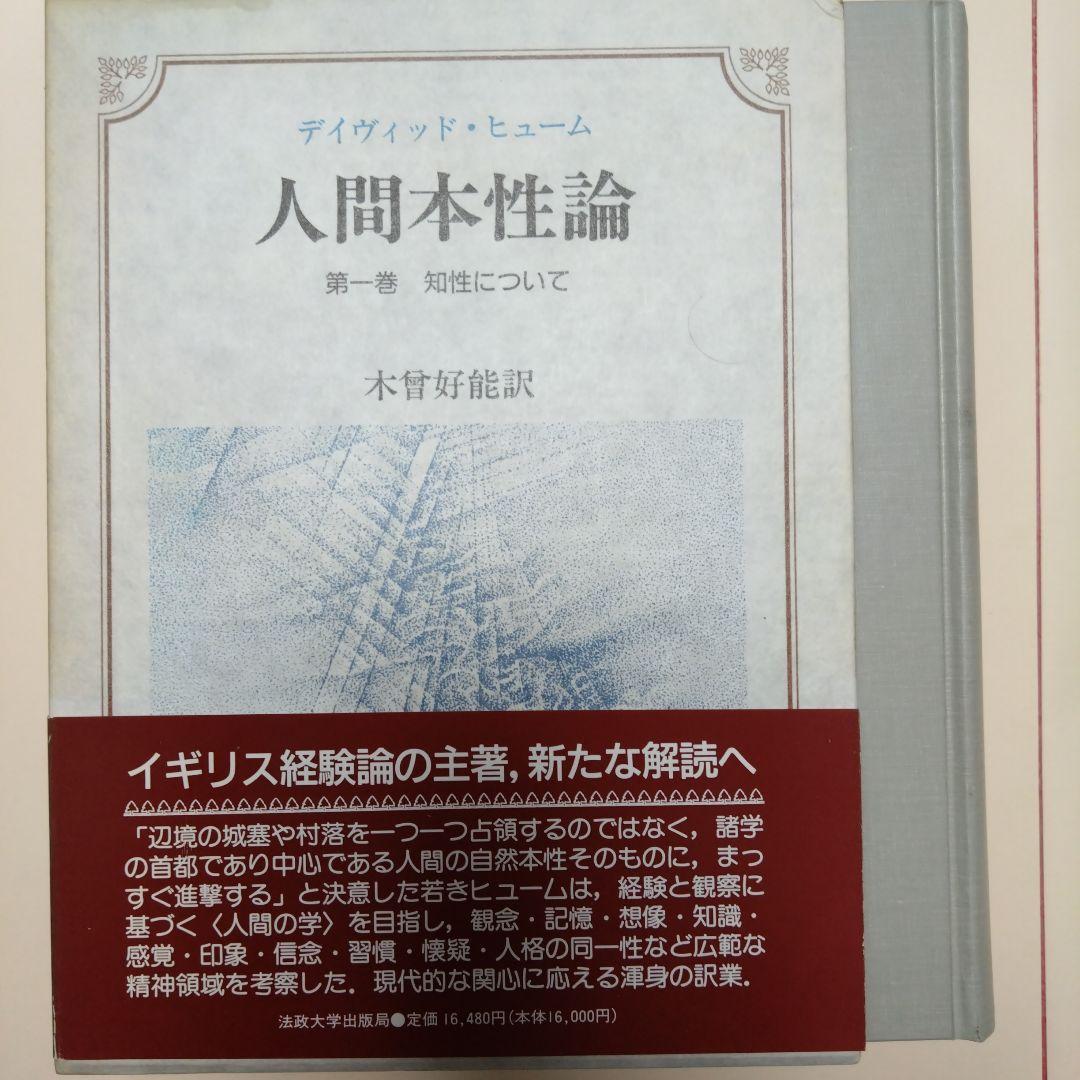 デイヴィッド・ヒューム
人間本性論
第一巻　知性について
木曾好能訳
イギリス経験論の主著,新たな解読へ
「辺境の城塞や村落を一つ一つ占領するのではなく，諸学
の首都であり中心である人間の自然本性そのものに，まっ
すぐ進撃する」と決意した若きヒュームは，経験と観察に
基づく〈人間の学〉を目指し，観念・記憶・想像・知識・
感覚・印象・信念・習慣・懐疑・人格の同一性など広範な
精神領域を考察した．現代的な関心に応える渾身の訳業．
法政大学出版局●定価16,480円（本体16,000円）